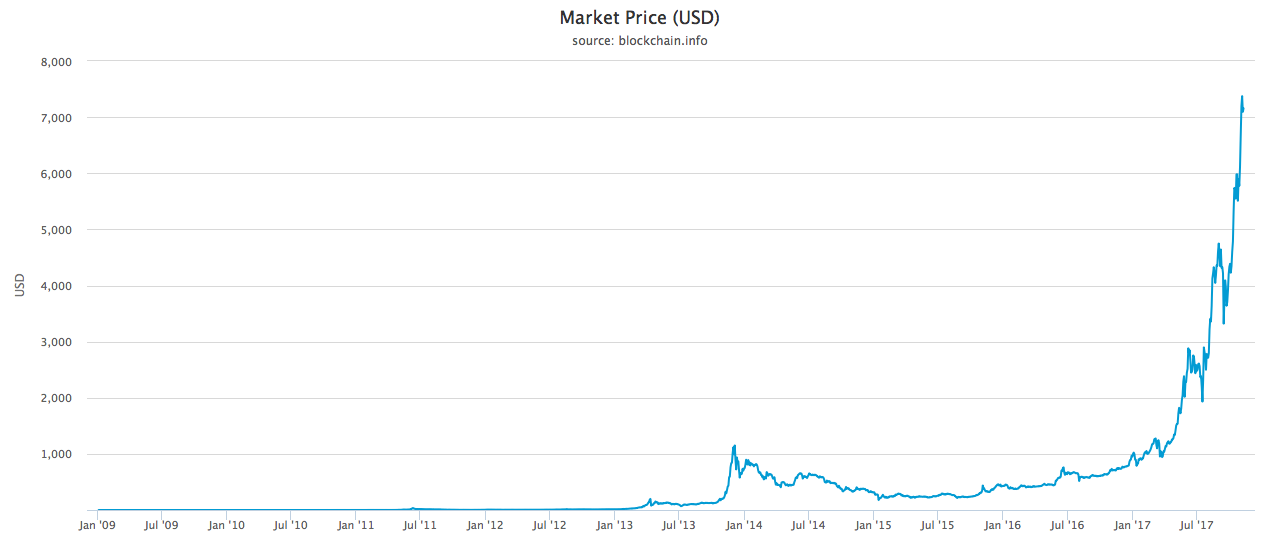 Market Price (USD)
source: blockchain.info
8,000
7,000
6,000
5,000
4,000
3,000
2,000
1,000
USD
Jan '09 Jul '09 Jan '10 Jul '10 Jan '11 Jul '11 Jan '12 Jul '12 Jan '13 Jul '13 Jan '14 Jul '14 Jan '15 Jul '15 Jan '16 Jul '16 Jan '17 Jul '17